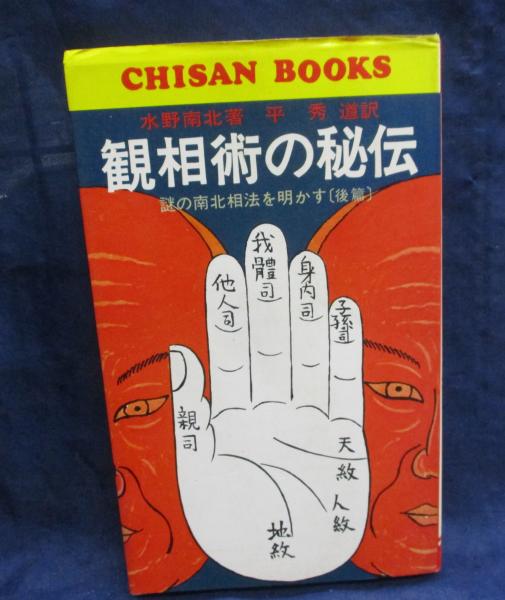 CHISAN BOOKS
水野南北著 平 秀 道訳
観相術の秘伝
謎の南北相法を明かす〔後篇〕
他人司
我體司
身内司
子孫司
親司
天紋
人紋
地紋